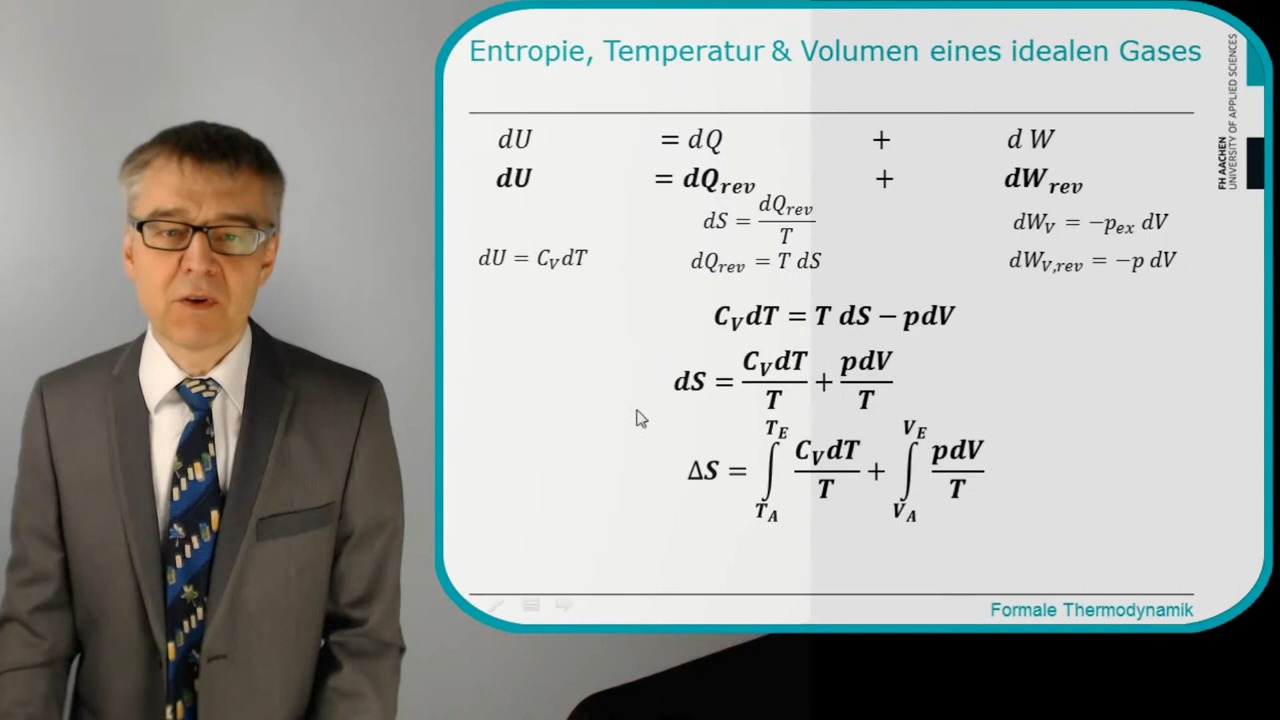 Entropie, Temperatur & Volumen eines idealen Gases
FH AACHEN
UNIVERSITY OF APPLIED SCIENCES
dU = dQ + d W
dU = dQ_rev + dW_rev
dS = dQ_rev / T
dW_V = −p_ex dV
dU = C_V dT
dQ_rev = T dS
dW_V,rev = −p dV
C_V dT = T dS − pdV
dS = C_V dT / T + pdV / T
ΔS = ∫_{T_A}^{T_E} C_V dT / T + ∫_{V_A}^{V_E} pdV / T
Formale Thermodynamik